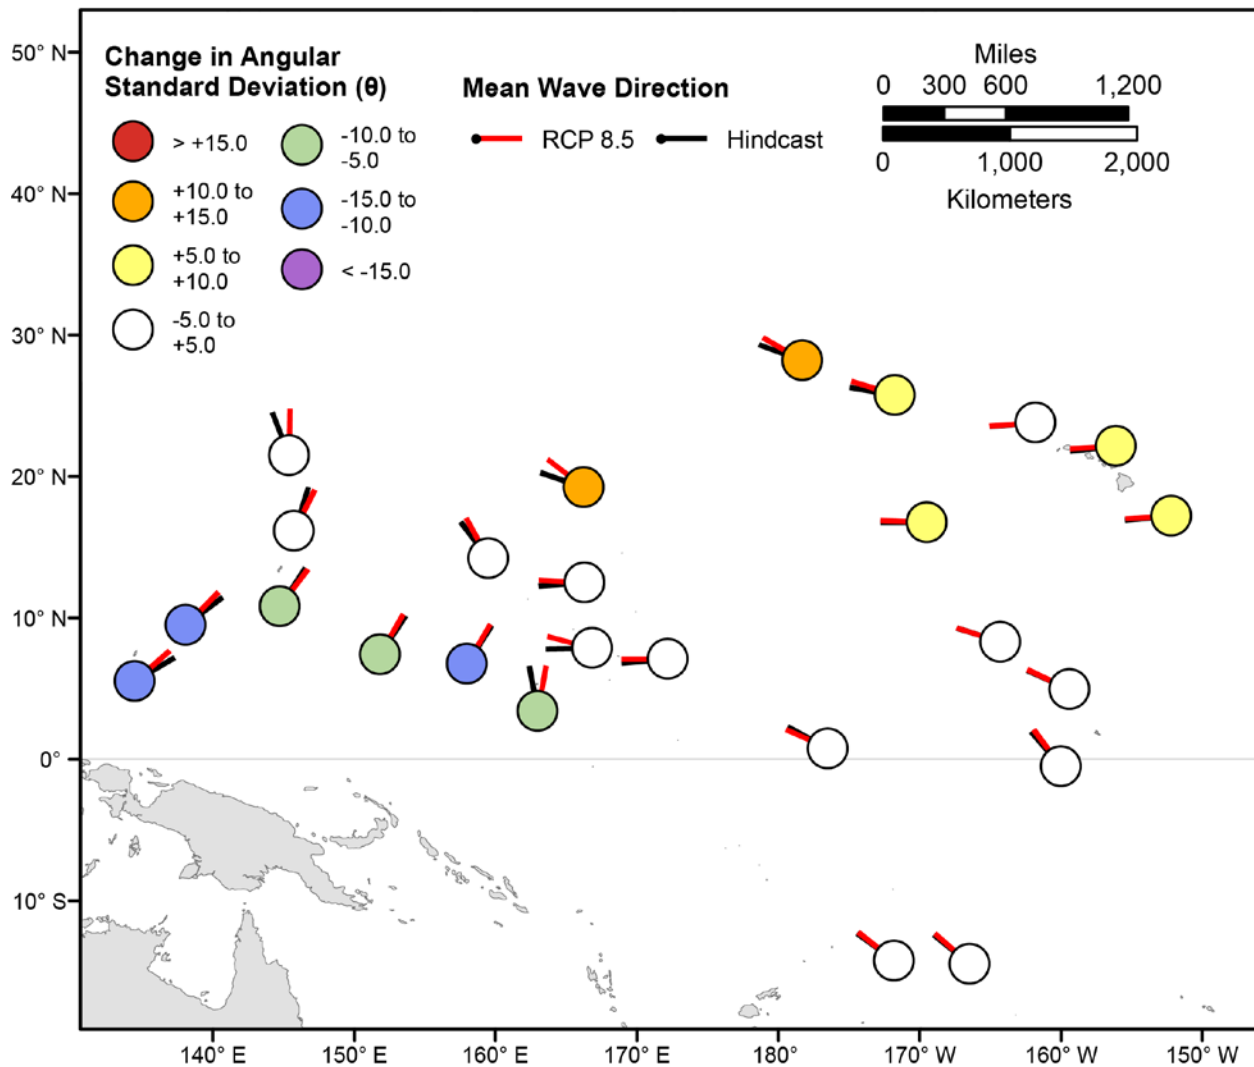 Change in Angular
Standard Deviation (θ)
> +15.0
+10.0 to
+15.0
+5.0 to
+10.0
-5.0 to
+5.0
-10.0 to
-5.0
-15.0 to
-10.0
< -15.0
Mean Wave Direction
RCP 8.5
Hindcast
Miles
0 300 600 1,200
0 1,000 2,000
Kilometers
50° N
40° N
30° N
20° N
10° N
0°
10° S
140° E 150° E 160° E 170° E 180° 170° W 160° W 150° W